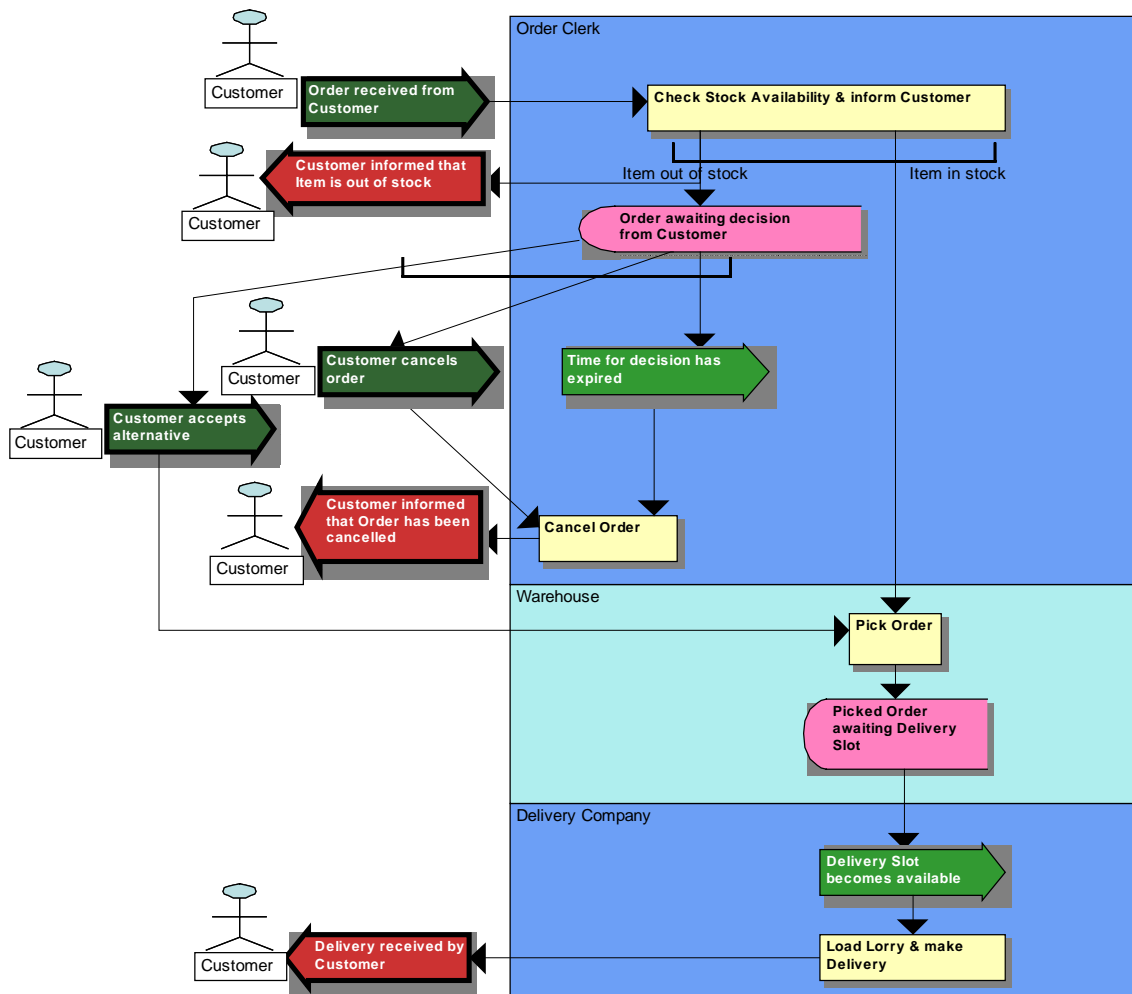 Order Clerk
Customer
Order received from
Customer
Check Stock Availability & inform Customer
Customer
Customer informed that
Item is out of stock
Item out of stock
Item in stock
Order awaiting decision
from Customer
Customer
Customer cancels
order
Time for decision has
expired
Customer
Customer accepts
alternative
Customer
Customer informed
that Order has been
cancelled
Cancel Order
Warehouse
Pick Order
Picked Order
awaiting Delivery
Slot
Delivery Company
Delivery Slot
becomes available
Customer
Delivery received by
Customer
Load Lorry & make
Delivery